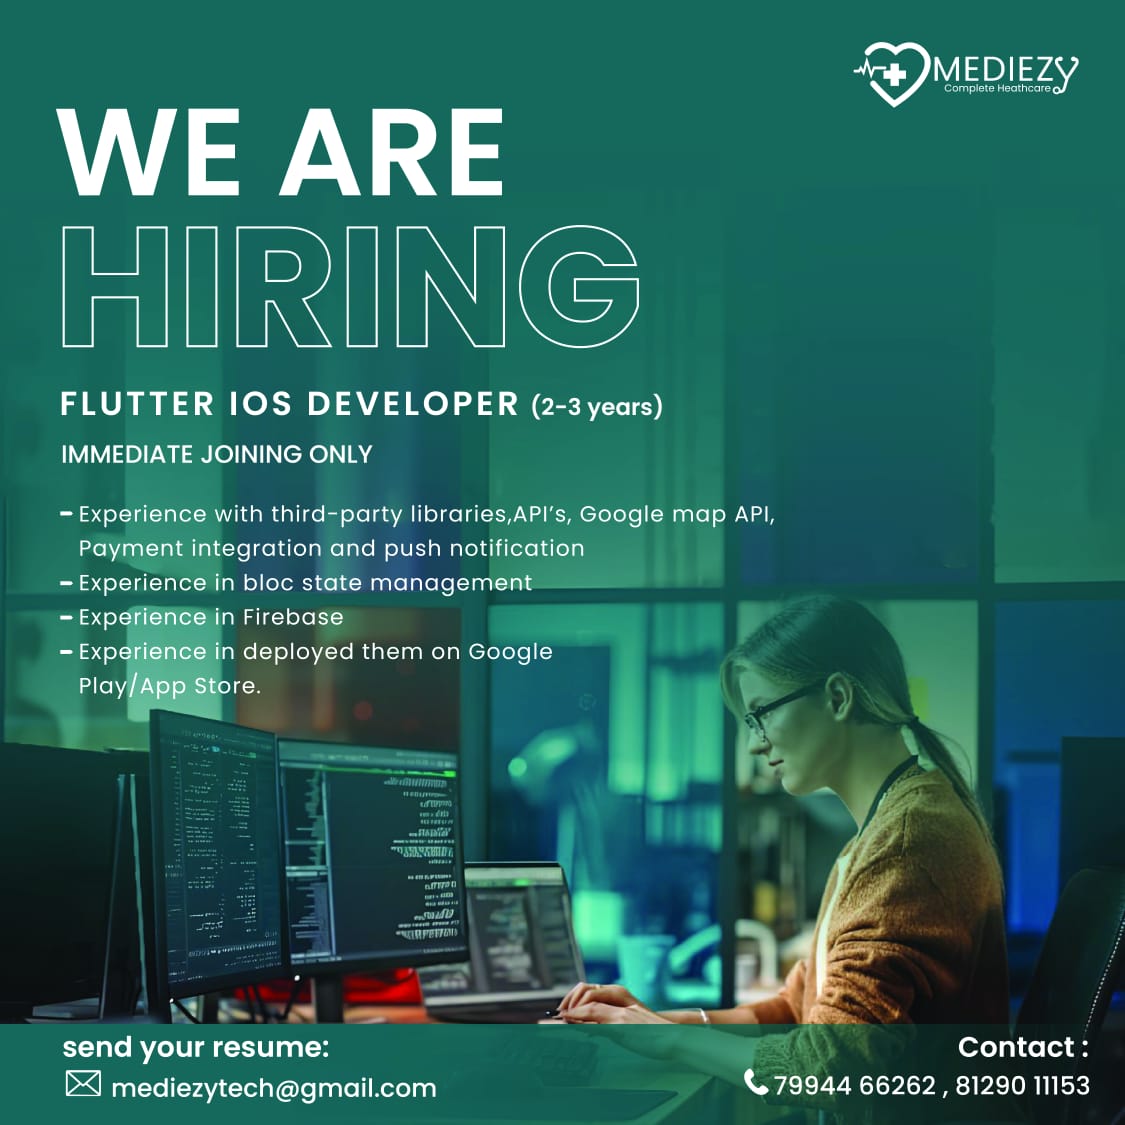 MEDIEZY
Complete Heathcare
WE ARE
HIRING
FLUTTER IOS DEVELOPER (2-3 years)
IMMEDIATE JOINING ONLY
- Experience with third-party libraries,API's, Google map API,
Payment integration and push notification
- Experience in bloc state management
- Experience in Firebase
- Experience in deployed them on Google
Play/App Store.
send your resume:
mediezytech@gmail.com
Contact :
79944 66262 , 81290 11153